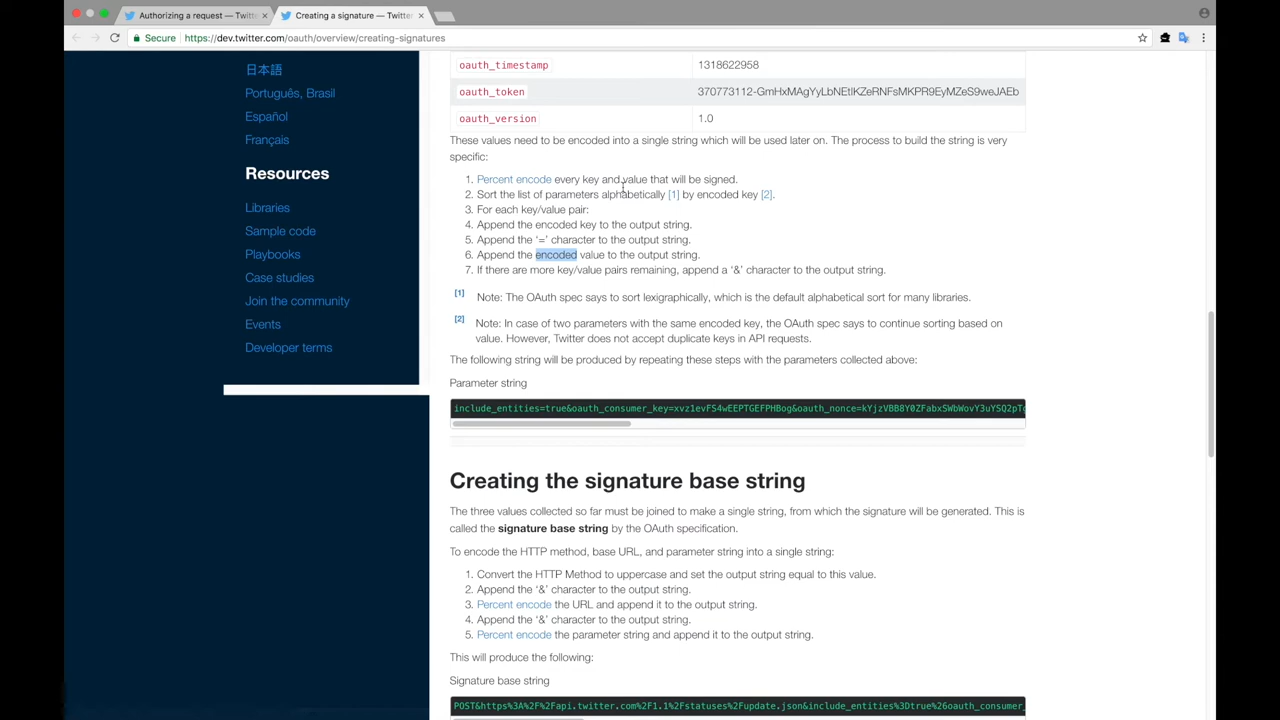 Authorizing a request — Twitte
Creating a signature — Twitte
Secure
https://dev.twitter.com/oauth/overview/creating-signatures
日本語
Português, Brasil
Español
Français
Resources
Libraries
Sample code
Playbooks
Case studies
Join the community
Events
Developer terms
oauth_timestamp 1318622958
oauth_token 370773112-GmHxMAgYyLbNEtIKZeRNFsMKPR9EyMZeS9weJAEb
oauth_version 1.0
These values need to be encoded into a single string which will be used later on. The process to build the string is very
specific:
1. Percent encode every key and value that will be signed.
2. Sort the list of parameters alphabetically [1] by encoded key [2].
3. For each key/value pair:
4. Append the encoded key to the output string.
5. Append the ‘=’ character to the output string.
6. Append the encoded value to the output string.
7. If there are more key/value pairs remaining, append a ‘&’ character to the output string.
[1] Note: The OAuth spec says to sort lexigraphically, which is the default alphabetical sort for many libraries.
[2] Note: In case of two parameters with the same encoded key, the OAuth spec says to continue sorting based on
value. However, Twitter does not accept duplicate keys in API requests.
The following string will be produced by repeating these steps with the parameters collected above:
Parameter string
include_entities=true&oauth_consumer_key=xvz1evFS4wEEPTGEFPHBog&oauth_nonce=kYjzVBB8Y0ZFabxSWbWovY3uYSQ2pTg
Creating the signature base string
The three values collected so far must be joined to make a single string, from which the signature will be generated. This is
called the signature base string by the OAuth specification.
To encode the HTTP method, base URL, and parameter string into a single string:
1. Convert the HTTP Method to uppercase and set the output string equal to this value.
2. Append the ‘&’ character to the output string.
3. Percent encode the URL and append it to the output string.
4. Append the ‘&’ character to the output string.
5. Percent encode the parameter string and append it to the output string.
This will produce the following:
Signature base string
POST&https%3A%2F%2Fapi.twitter.com%2F1.1%2Fstatuses%2Fupdate.json&include_entities%3Dtrue%26oauth_consumer_